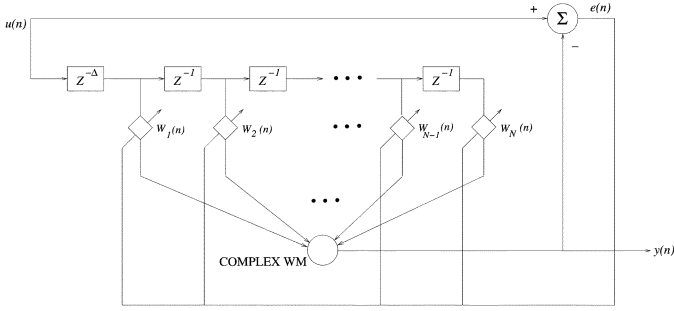 + Σ e(n)
u(n)
−
Z^{-Δ} Z^{-1} Z^{-1} • • • Z^{-1}
W_1(n) W_2(n) • • • W_{N-1}(n) W_N(n)
• • •
COMPLEX WM
y(n)